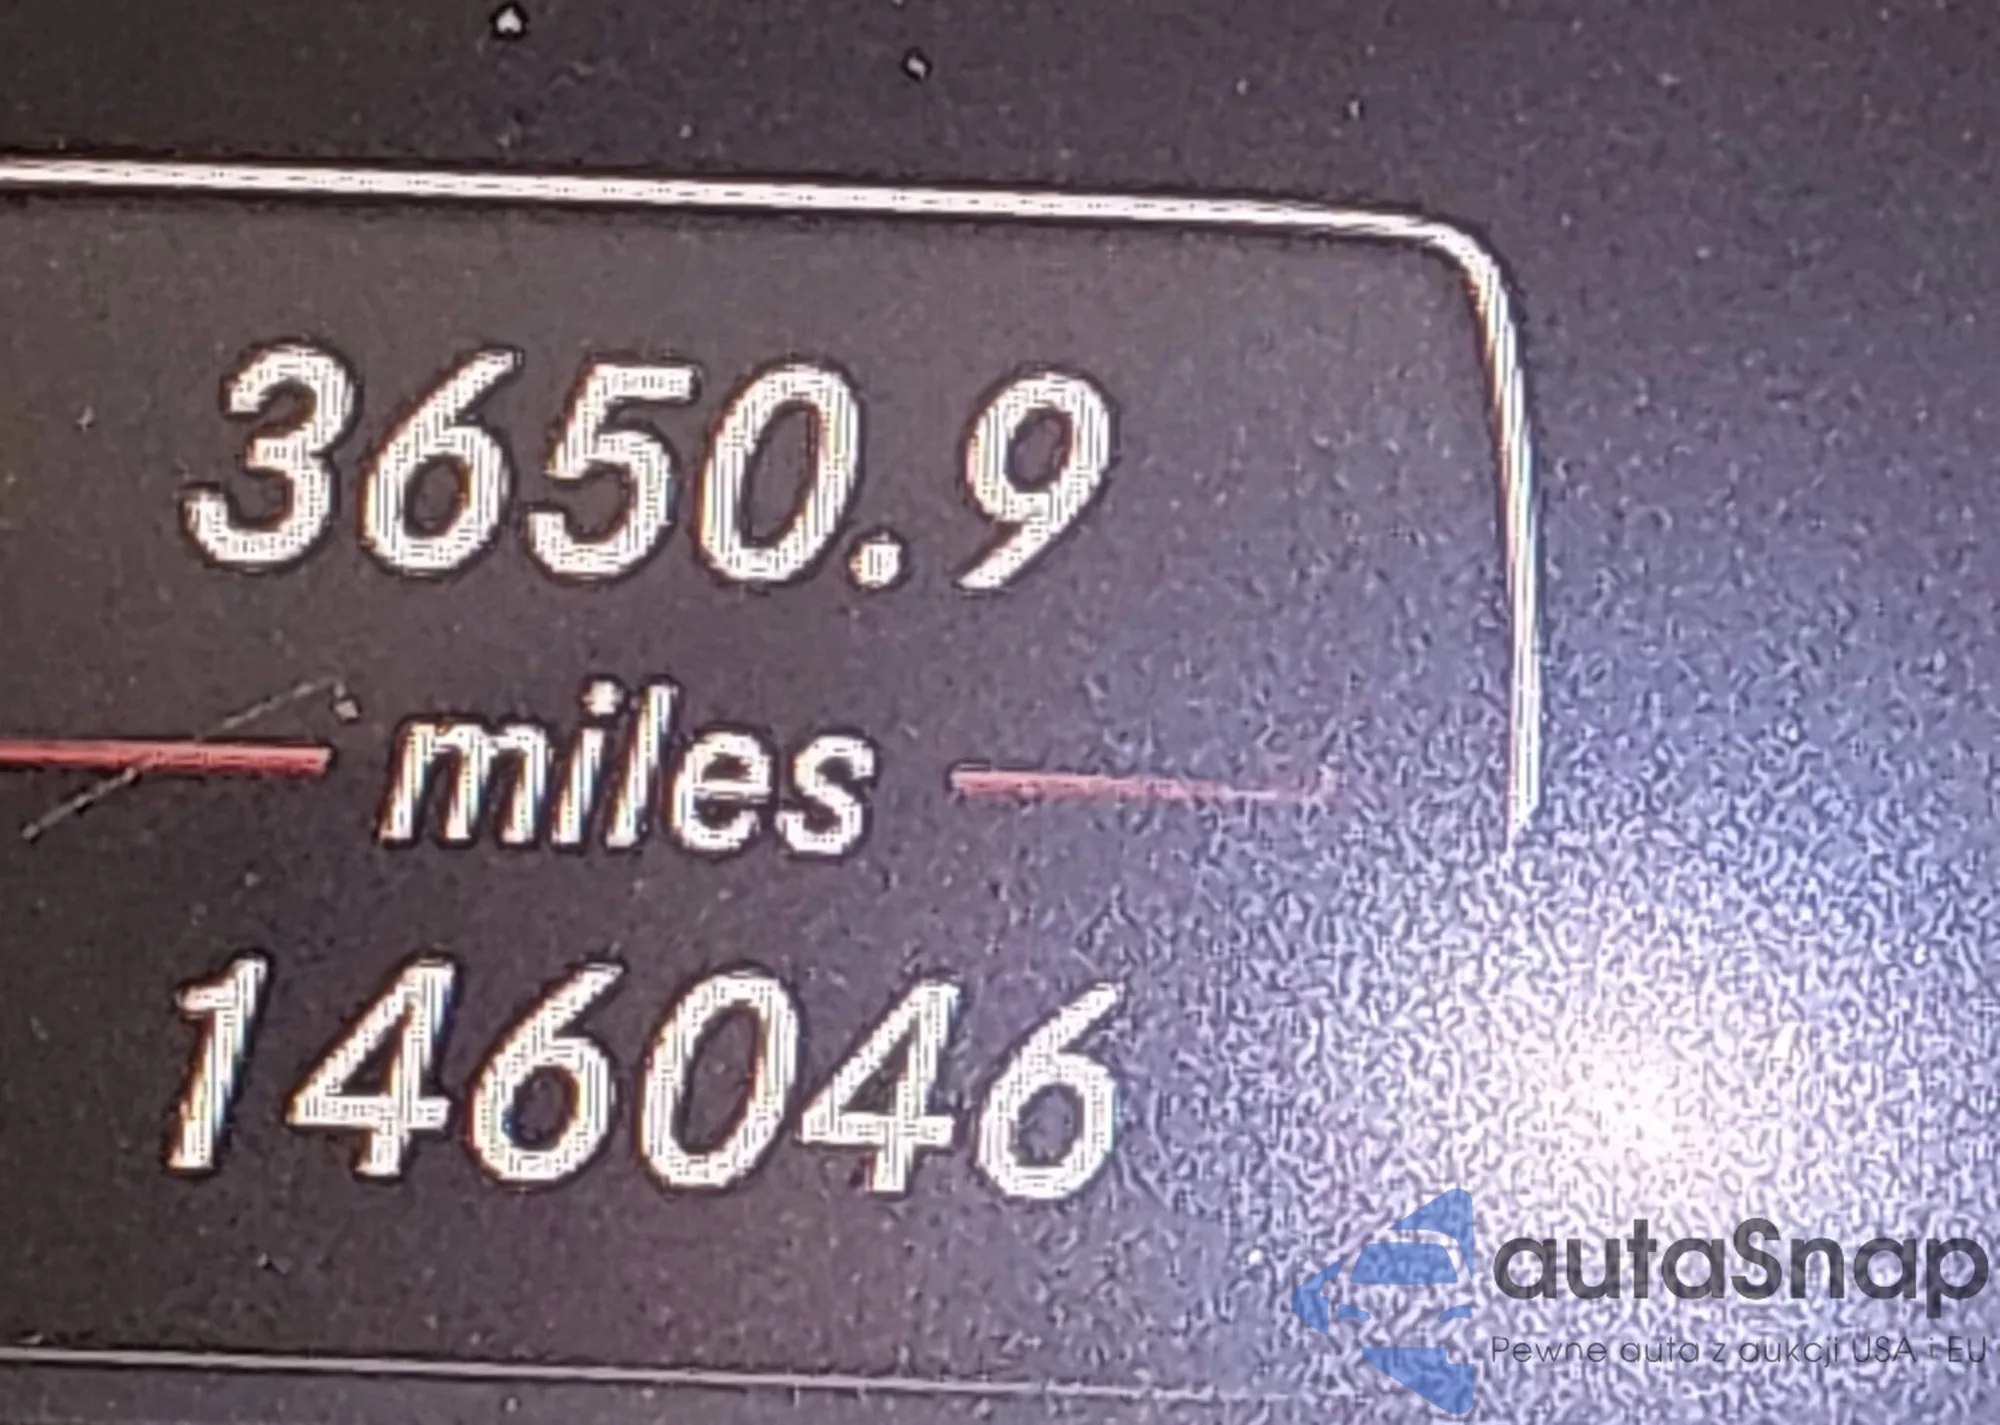 3650.9
miles
146046
autaSnap
Pewne auta z aukcji USA i EU